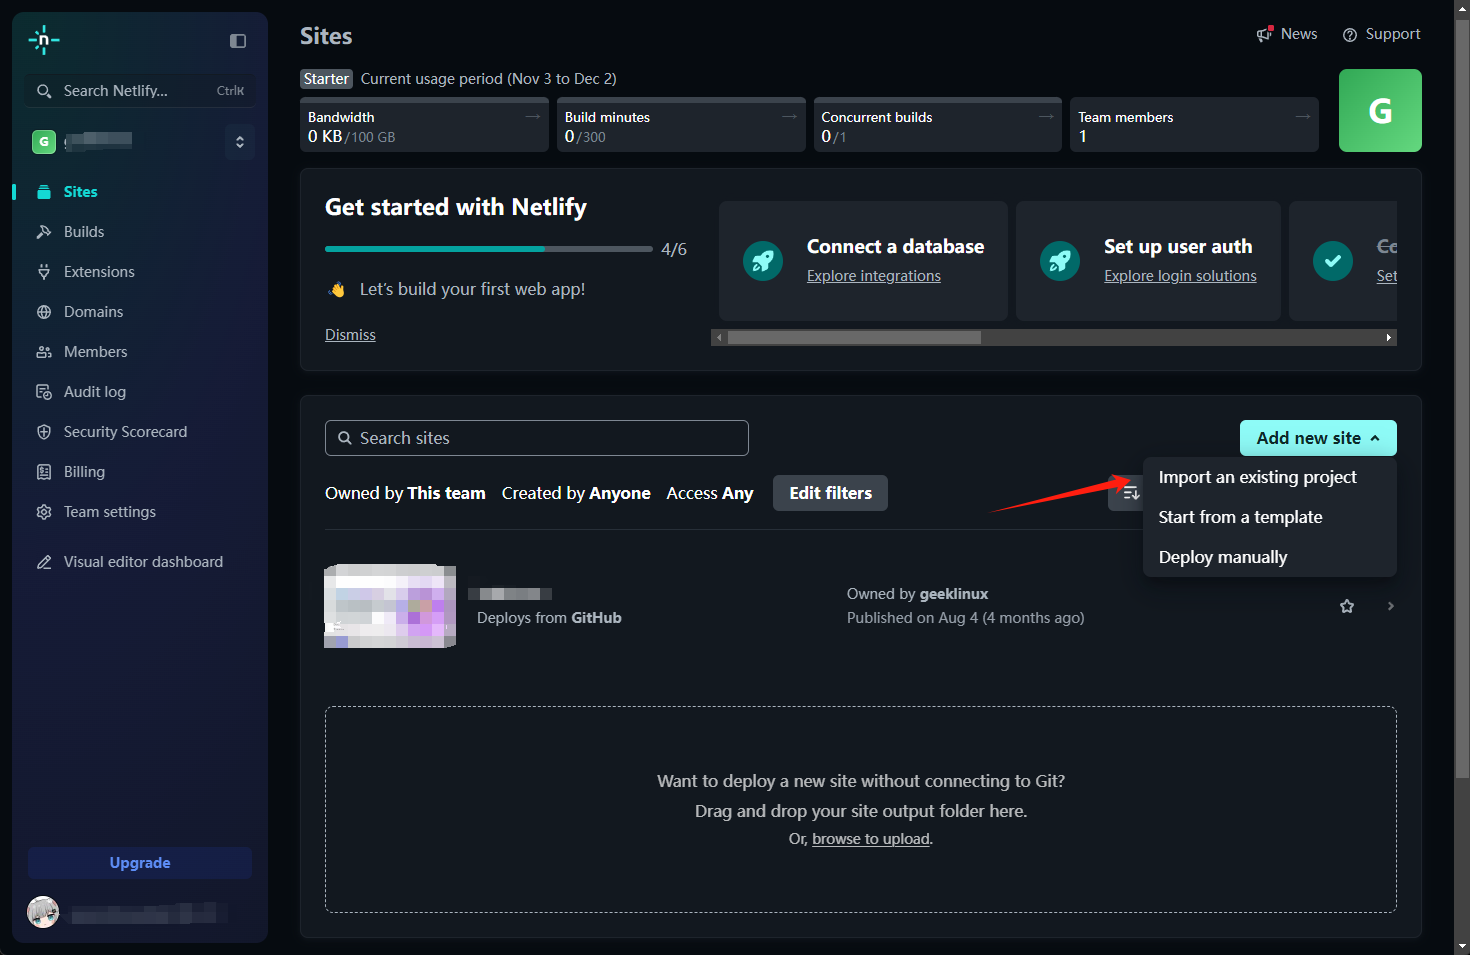 n
Search Netlify...
CtrlK
G
Sites
Builds
Extensions
Domains
Members
Audit log
Security Scorecard
Billing
Team settings
Visual editor dashboard
Upgrade
Sites
News
Support
Starter Current usage period (Nov 3 to Dec 2)
Bandwidth
0 KB/100 GB
Build minutes
0/300
Concurrent builds
0/1
Team members
1
G
Get started with Netlify
4/6
Let's build your first web app!
Dismiss
Connect a database
Explore integrations
Set up user auth
Explore login solutions
Co
Set
Search sites
Add new site
Owned by This team Created by Anyone Access Any
Edit filters
Import an existing project
Start from a template
Deploy manually
Deploys from GitHub
Owned by geeklinux
Published on Aug 4 (4 months ago)
Want to deploy a new site without connecting to Git?
Drag and drop your site output folder here.
Or, browse to upload.